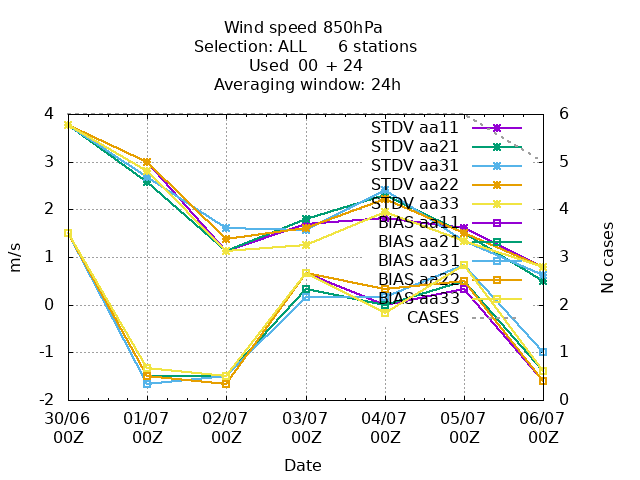 Wind speed 850hPa
Selection: ALL 6 stations
Used 00 + 24
Averaging window: 24h
4
3
2
1
0
-1
-2
m/s
6
5
4
3
2
1
0
No cases
STDV aa11
STDV aa21
STDV aa31
STDV aa22
STDV aa33
BIAS aa11
BIAS aa21
BIAS aa31
BIAS aa22
BIAS aa33
CASES
30/06 01/07 02/07 03/07 04/07 05/07 06/07
00Z 00Z 00Z 00Z 00Z 00Z 00Z
Date